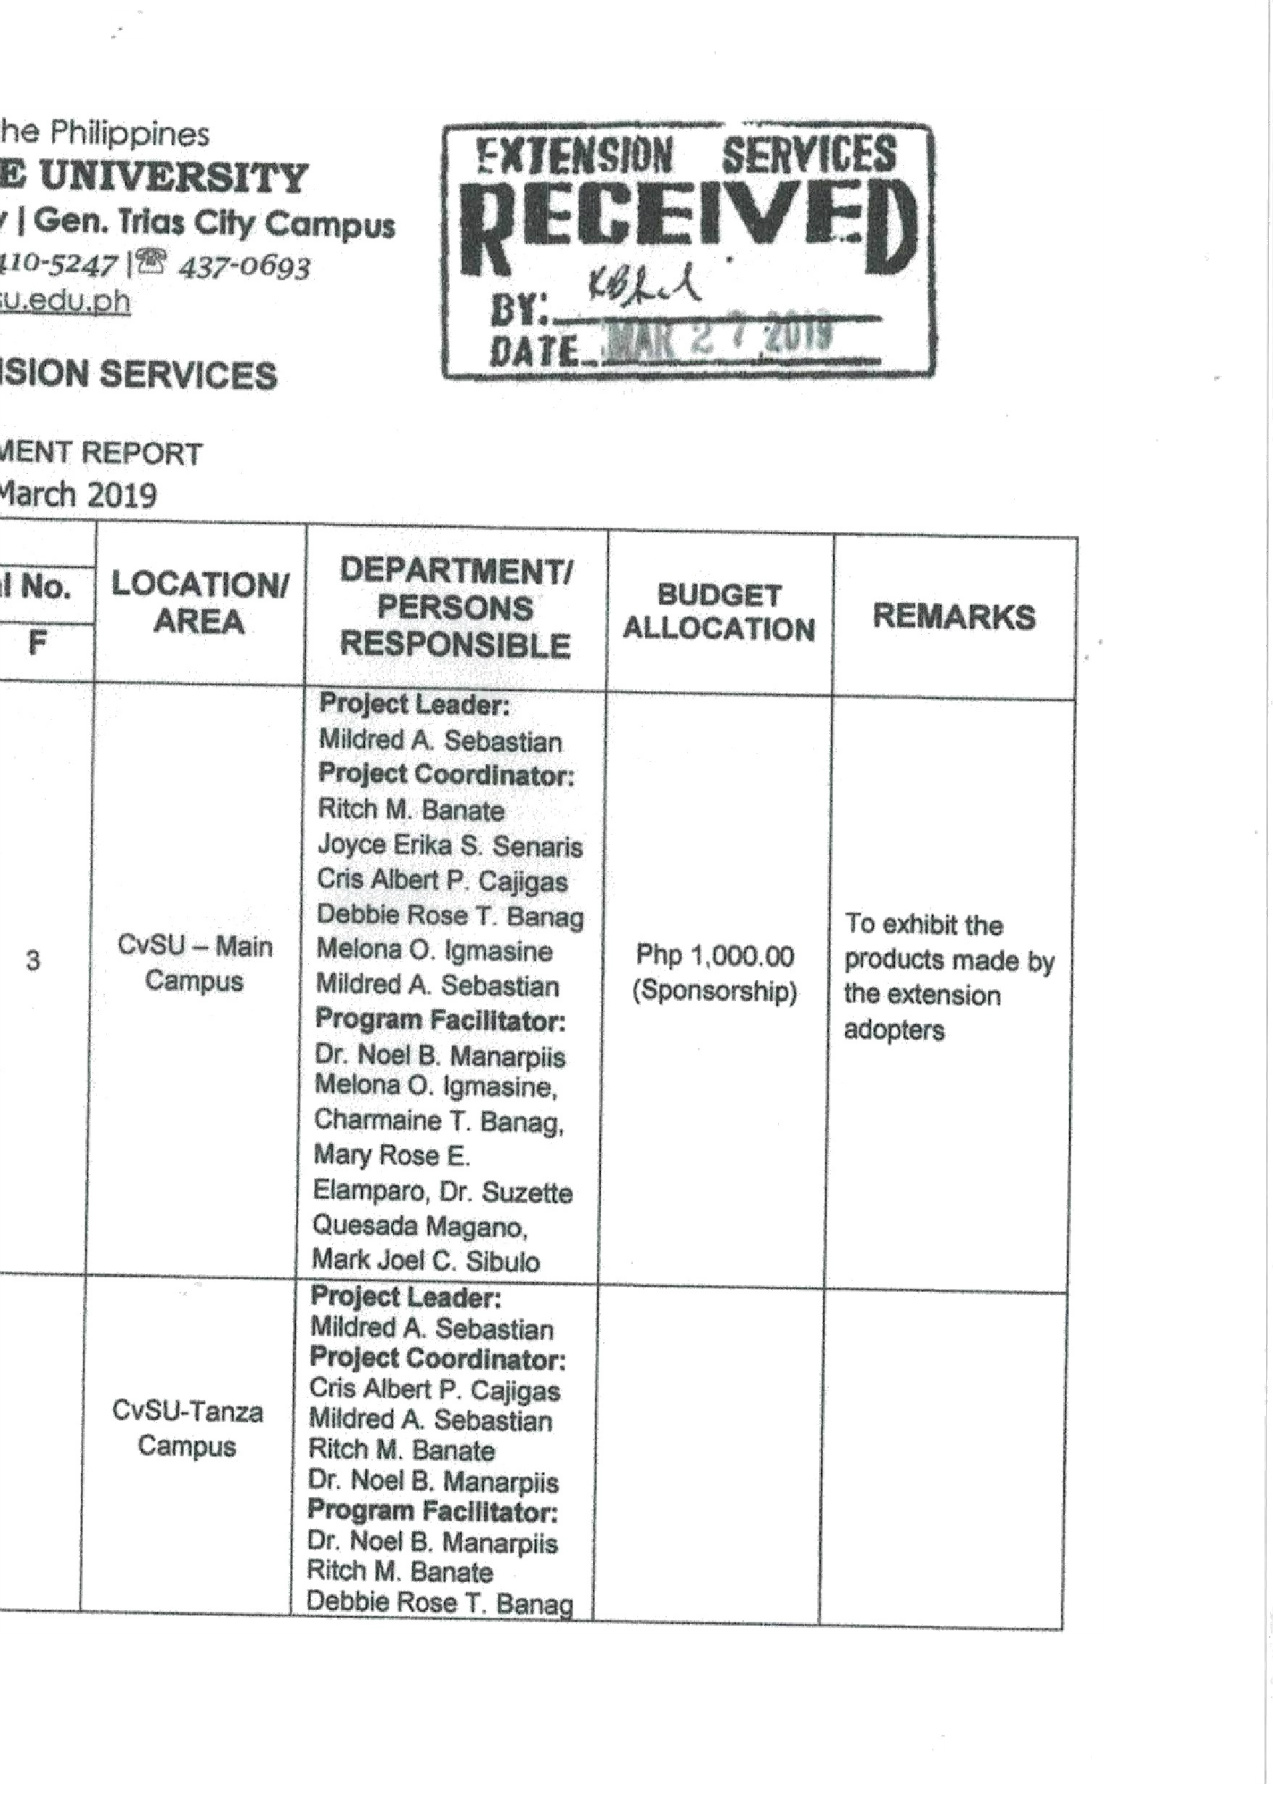 he Philippines
E UNIVERSITY
y | Gen. Trias City Campus
410-5247 |☏ 437-0693
su.edu.ph
SION SERVICES
MENT REPORT
March 2019
EXTENSION SERVICES
RECEIVED
BY:
DATE MAR 27 2019
l No.
F
LOCATION/
AREA
DEPARTMENT/
PERSONS
RESPONSIBLE
BUDGET
ALLOCATION
REMARKS
3
CvSU – Main
Campus
Project Leader:
Mildred A. Sebastian
Project Coordinator:
Ritch M. Banate
Joyce Erika S. Senaris
Cris Albert P. Cajigas
Debbie Rose T. Banag
Melona O. Igmasine
Mildred A. Sebastian
Program Facilitator:
Dr. Noel B. Manarpiis
Melona O. Igmasine,
Charmaine T. Banag,
Mary Rose E.
Elamparo, Dr. Suzette
Quesada Magano,
Mark Joel C. Sibulo
Php 1,000.00
(Sponsorship)
To exhibit the
products made by
the extension
adopters
CvSU-Tanza
Campus
Project Leader:
Mildred A. Sebastian
Project Coordinator:
Cris Albert P. Cajigas
Mildred A. Sebastian
Ritch M. Banate
Dr. Noel B. Manarpiis
Program Facilitator:
Dr. Noel B. Manarpiis
Ritch M. Banate
Debbie Rose T. Banag